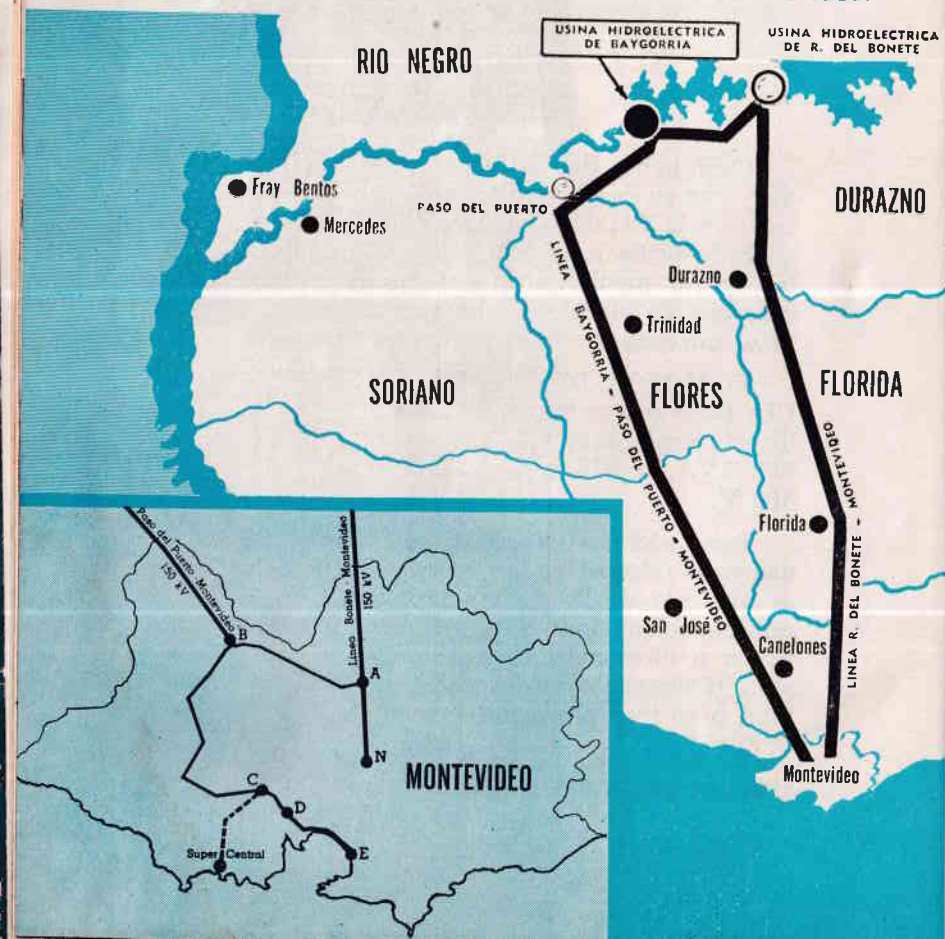 USINA HIDROELECTRICA
DE BAYGORRIA
USINA HIDROELECTRICA
DE R. DEL BONETE
RIO NEGRO
Fray Bentos
Mercedes
PASO DEL PUERTO
DURAZNO
Durazno
Trinidad
SORIANO
FLORES
FLORIDA
LINEA BAYGORRIA - PASO DEL PUERTO - MONTEVIDEO
LINEA R. DEL BONETE - MONTEVIDEO
Florida
San José
Canelones
Montevideo
Paso del Puerto-Montevideo
150 kV
Linea Bonete - Montevideo
150 kV
B
A
N
MONTEVIDEO
C
D
E
Super Central